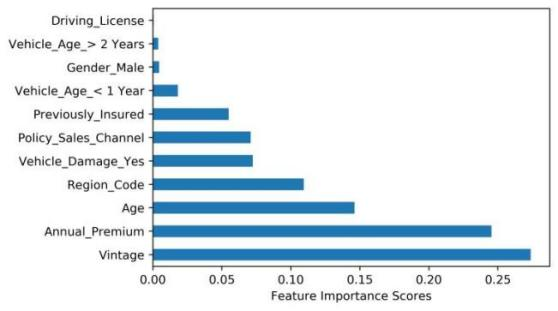 Driving_License
Vehicle_Age_> 2 Years
Gender_Male
Vehicle_Age_< 1 Year
Previously_Insured
Policy_Sales_Channel
Vehicle_Damage_Yes
Region_Code
Age
Annual_Premium
Vintage
0.00 0.05 0.10 0.15 0.20 0.25
Feature Importance Scores